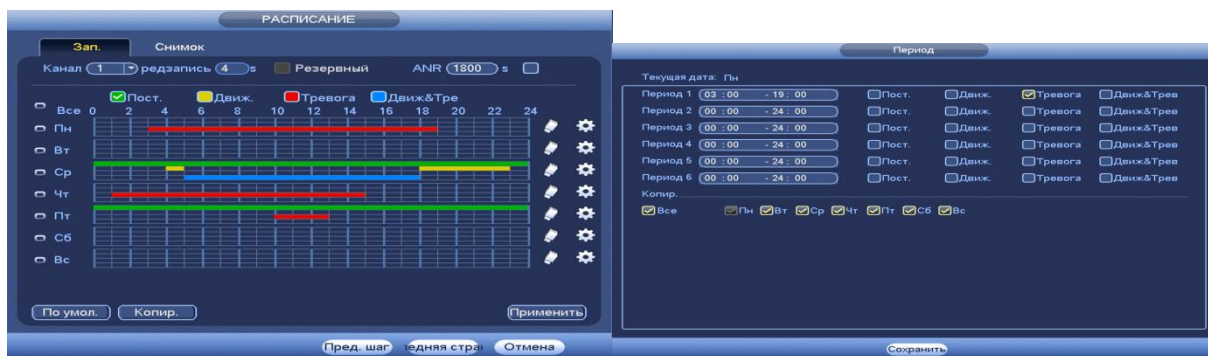 РАСПИСАНИЕ
Зап. Снимок
Канал 1 редзапись 4 s Резервный ANR 1800 s
Пост. Движ. Тревога Движ&Тре
Все 0 2 4 6 8 10 12 14 16 18 20 22 24
Пн
Вт
Ср
Чт
Пт
Сб
Вс
По умол. Копир. Применить
Пред. шаг едняя стра Отмена
Период
Текущая дата: Пн
Период 1 03 :00 - 19: 00 Пост. Движ. Тревога Движ&Трев
Период 2 00 :00 - 24: 00 Пост. Движ. Тревога Движ&Трев
Период 3 00 :00 - 24: 00 Пост. Движ. Тревога Движ&Трев
Период 4 00 :00 - 24: 00 Пост. Движ. Тревога Движ&Трев
Период 5 00 :00 - 24: 00 Пост. Движ. Тревога Движ&Трев
Период 6 00 :00 - 24: 00 Пост. Движ. Тревога Движ&Трев
Копир.
Все Пн Вт Ср Чт Пт Сб Вс
Сохранить